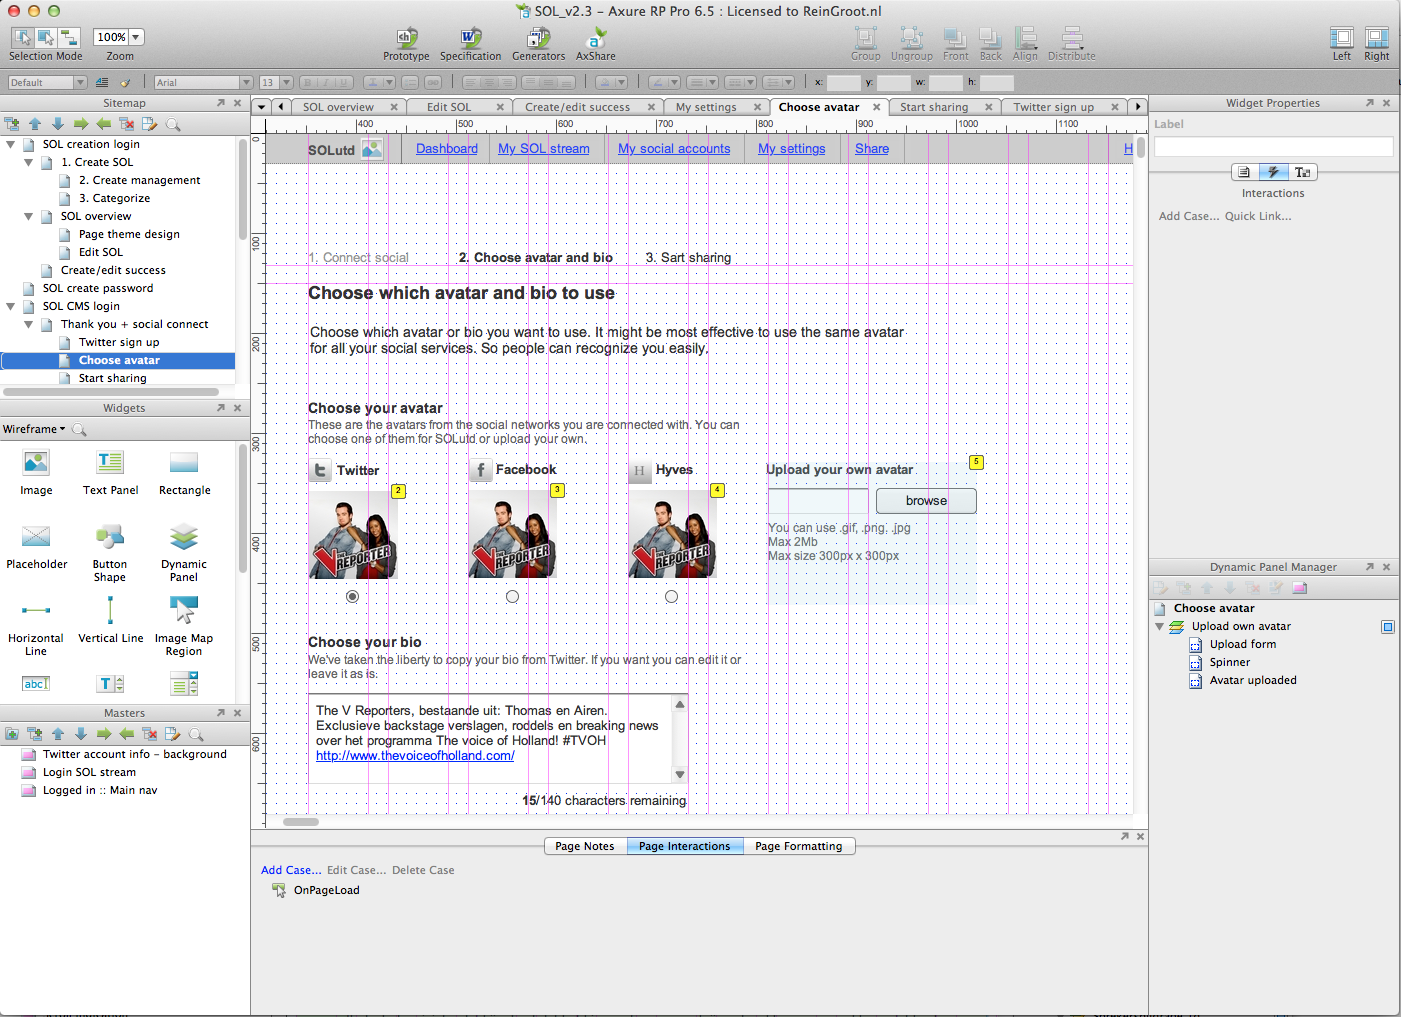 SOL_v2.3 - Axure RP Pro 6.5 : Licensed to ReinGroot.nl
100%
Selection Mode
Zoom
Prototype
Specification
Generators
AxShare
Group
Ungroup
Front
Back
Align
Distribute
Left
Right
Default
Arial
13
B I U
x:
y:
w:
h:
Sitemap
SOL creation login
1. Create SOL
2. Create management
3. Categorize
SOL overview
Page theme design
Edit SOL
Create/edit success
SOL create password
SOL CMS login
Thank you + social connect
Twitter sign up
Choose avatar
Start sharing
Widgets
Wireframe
Image
Text Panel
Rectangle
Placeholder
Button Shape
Dynamic Panel
Horizontal Line
Vertical Line
Image Map Region
Masters
Twitter account info - background
Login SOL stream
Logged in :: Main nav
SOL overview
Edit SOL
Create/edit success
My settings
Choose avatar
Start sharing
Twitter sign up
400 500 600 700 800 900 1000 1100
0
100
200
300
400
500
600
SOLutd
Dashboard
My SOL stream
My social accounts
My settings
Share
H
1. Connect social
2. Choose avatar and bio
3. Sart sharing
Choose which avatar and bio to use
Choose which avatar or bio you want to use. It might be most effective to use the same avatar
for all your social services. So people can recognize you easily.
Choose your avatar
These are the avatars from the social networks you are connected with. You can
choose one of them for SOLutd or upload your own.
Twitter
Facebook
Hyves
Upload your own avatar
2
3
4
5
THE V REPORTER
browse
You can use .gif, .png, .jpg
Max 2Mb
Max size 300px x 300px
Choose your bio
We've taken the liberty to copy your bio from Twitter. If you want you can edit it or
leave it as is.
The V Reporters, bestaande uit: Thomas en Airen.
Exclusieve backstage verslagen, roddels en breaking news
over het programma The voice of Holland! #TVOH
http://www.thevoiceofholland.com/
15/140 characters remaining
Page Notes
Page Interactions
Page Formatting
Add Case...
Edit Case...
Delete Case
OnPageLoad
Widget Properties
Label
Interactions
Add Case...
Quick Link...
Dynamic Panel Manager
Choose avatar
Upload own avatar
Upload form
Spinner
Avatar uploaded